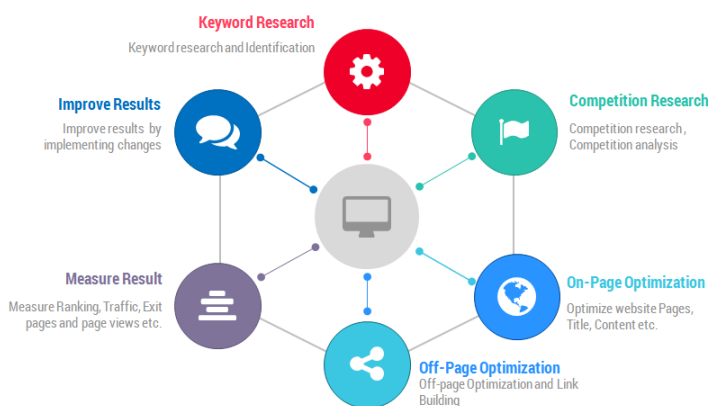 Keyword Research
Keyword research and Identification
Improve Results
Improve results by
implementing changes
Competition Research
Competition research ,
Competition analysis
Measure Result
Measure Ranking, Traffic, Exit
pages and page views etc.
On-Page Optimization
Optimize website Pages,
Title, Content etc.
Off-Page Optimization
Off-page Optimization and Link
Building